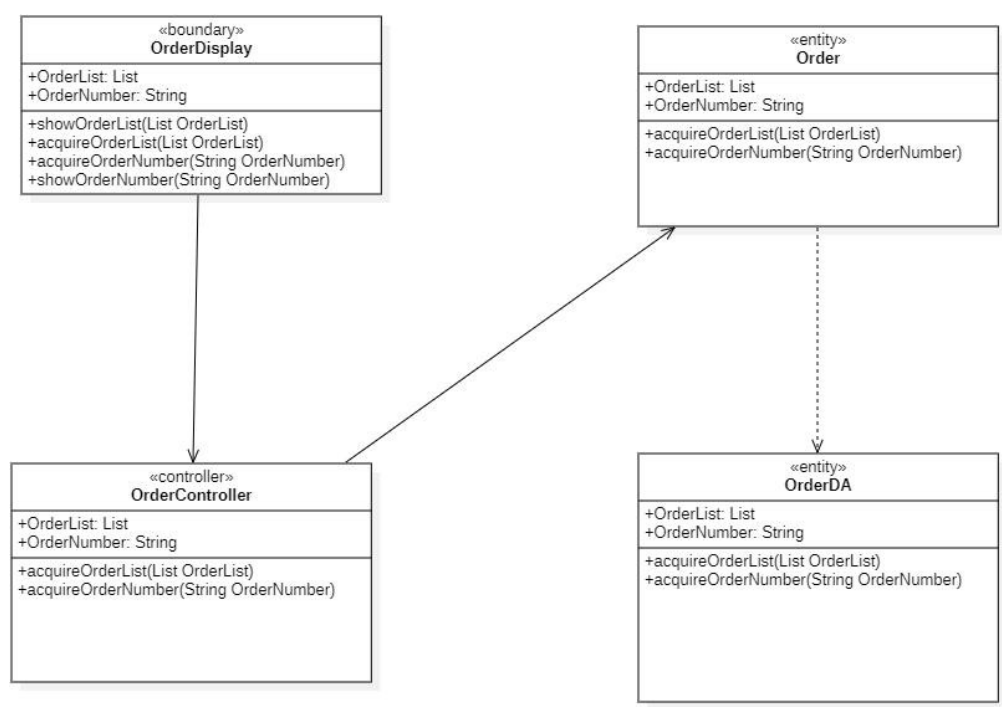 «boundary»
OrderDisplay
+OrderList: List
+OrderNumber: String
+showOrderList(List OrderList)
+acquireOrderList(List OrderList)
+acquireOrderNumber(String OrderNumber)
+showOrderNumber(String OrderNumber)
«entity»
Order
+OrderList: List
+OrderNumber: String
+acquireOrderList(List OrderList)
+acquireOrderNumber(String OrderNumber)
«controller»
OrderController
+OrderList: List
+OrderNumber: String
+acquireOrderList(List OrderList)
+acquireOrderNumber(String OrderNumber)
«entity»
OrderDA
+OrderList: List
+OrderNumber: String
+acquireOrderList(List OrderList)
+acquireOrderNumber(String OrderNumber)